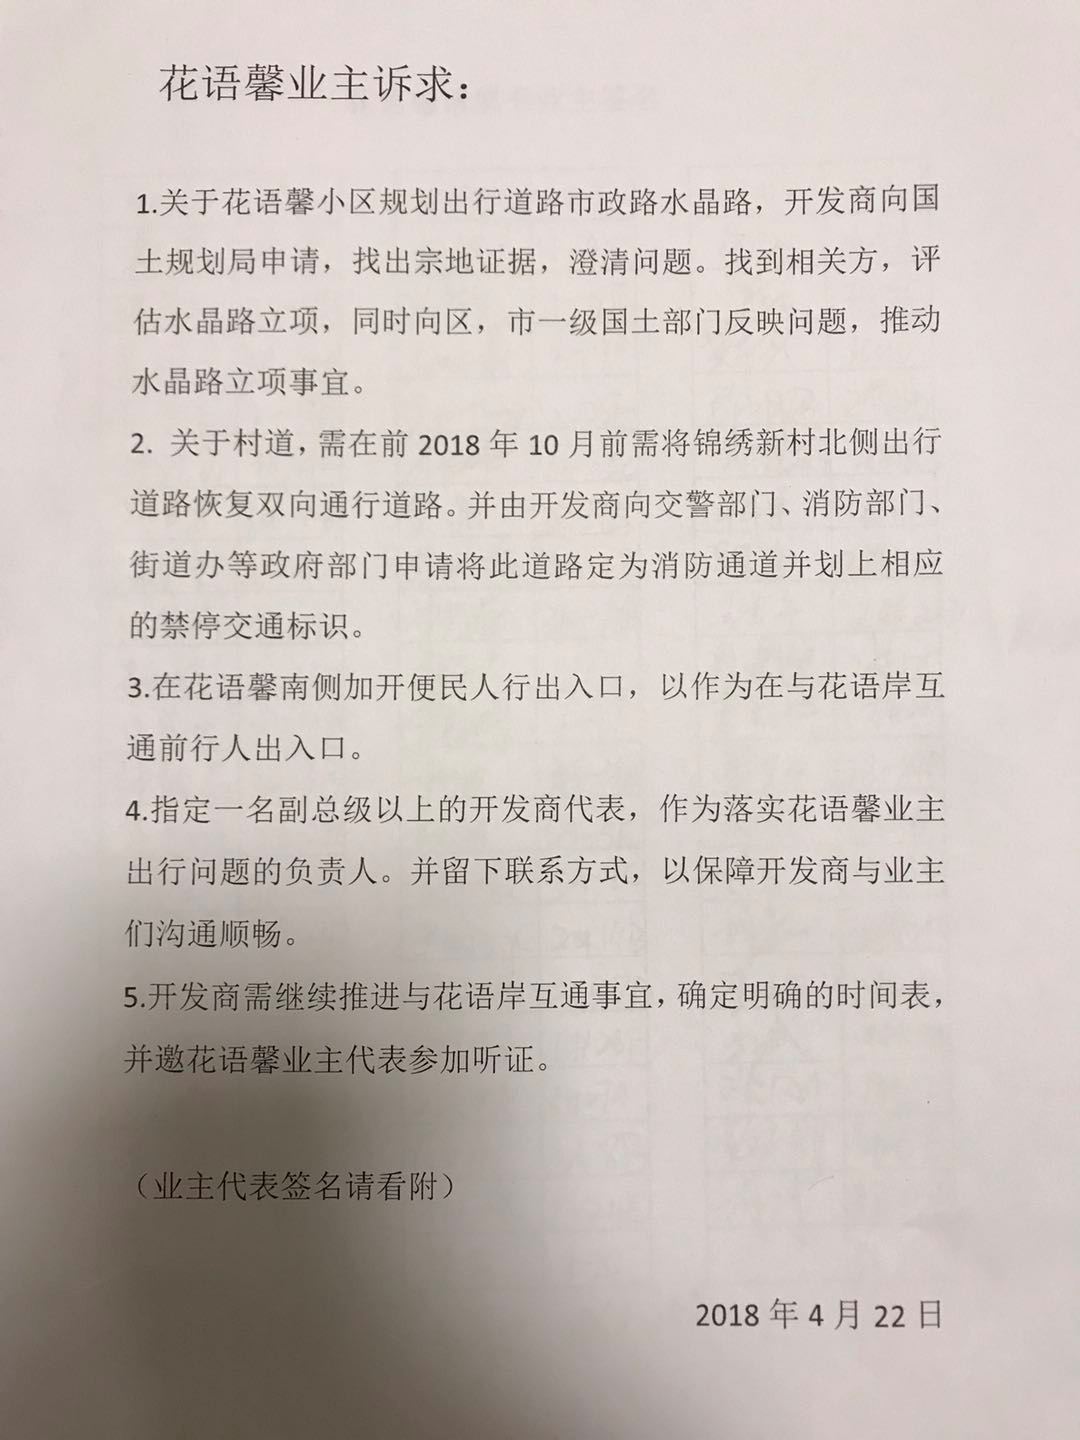 花语馨业主诉求：
1.关于花语馨小区规划出行道路市政路水晶路，开发商向国
土规划局申请，找出宗地证据，澄清问题。找到相关方，评
估水晶路立项，同时向区，市一级国土部门反映问题，推动
水晶路立项事宜。
2. 关于村道，需在前 2018 年 10 月前需将锦绣新村北侧出行
道路恢复双向通行道路。并由开发商向交警部门、消防部门、
街道办等政府部门申请将此道路定为消防通道并划上相应
的禁停交通标识。
3.在花语馨南侧加开便民人行出入口，以作为在与花语岸互
通前行人出入口。
4.指定一名副总级以上的开发商代表，作为落实花语馨业主
出行问题的负责人。并留下联系方式，以保障开发商与业主
们沟通顺畅。
5.开发商需继续推进与花语岸互通事宜，确定明确的时间表，
并邀花语馨业主代表参加听证。
（业主代表签名请看附）
2018 年 4 月 22 日